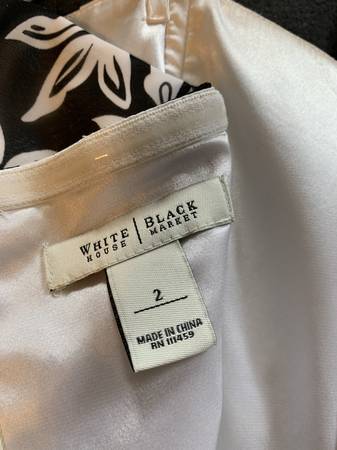 WHITE | BLACK
HOUSE | MARKET
2
MADE IN CHINA
RN 111459